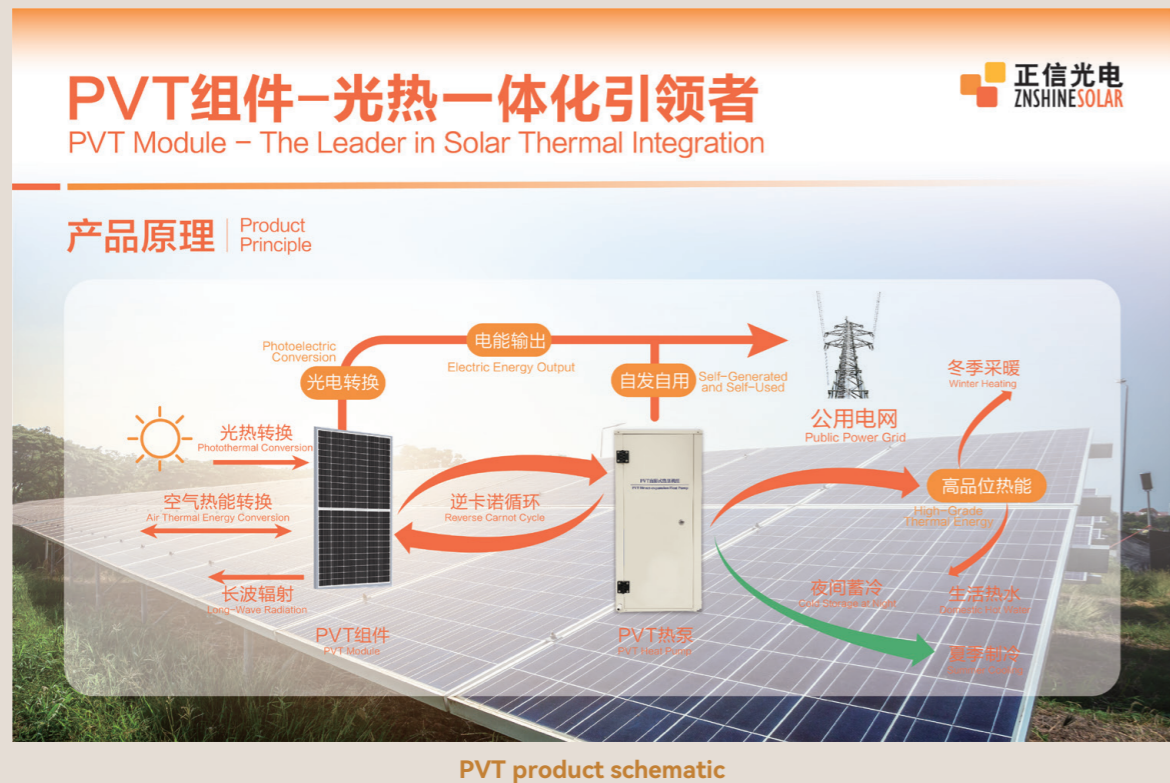 PVT组件-光热一体化引领者
PVT Module - The Leader in Solar Thermal Integration
正信光电
ZNSHINESOLAR
产品原理
Product
Principle
Photoelectric
Conversion
光电转换
电能输出
Electric Energy Output
自发自用
Self-Generated
and Self-Used
公用电网
Public Power Grid
冬季采暖
Winter Heating
光热转换
Photothermal Conversion
空气热能转换
Air Thermal Energy Conversion
长波辐射
Long-Wave Radiation
PVT组件
PVT Module
逆卡诺循环
Reverse Carnot Cycle
PVT热泵
PVT Heat Pump
高品位热能
High-Grade
Thermal Energy
夜间蓄冷
Cold Storage at Night
生活热水
Domestic Hot Water
夏季制冷
PVT product schematic